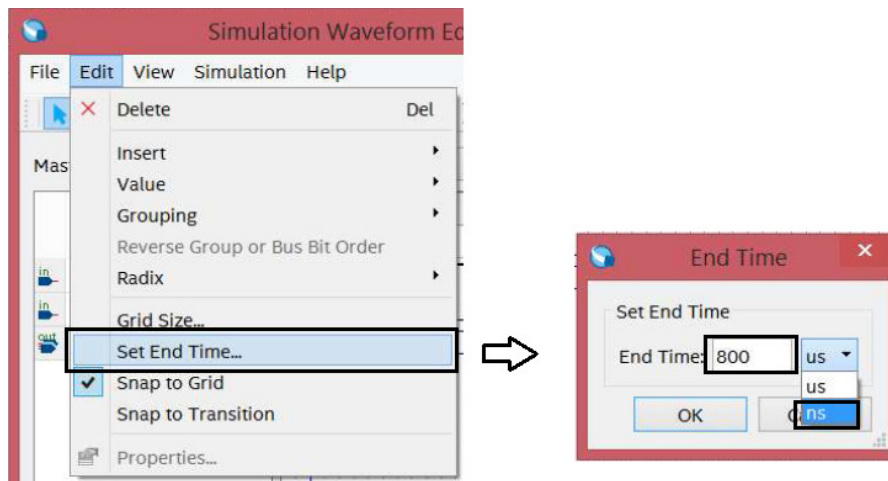 Simulation Waveform Ed
File Edit View Simulation Help
Delete Del
Mas
Insert
Value
Grouping
Reverse Group or Bus Bit Order
in
Radix
in
Grid Size...
out
Set End Time...
Snap to Grid
Snap to Transition
Properties...
End Time
Set End Time
End Time: 800 us
us
OK ns